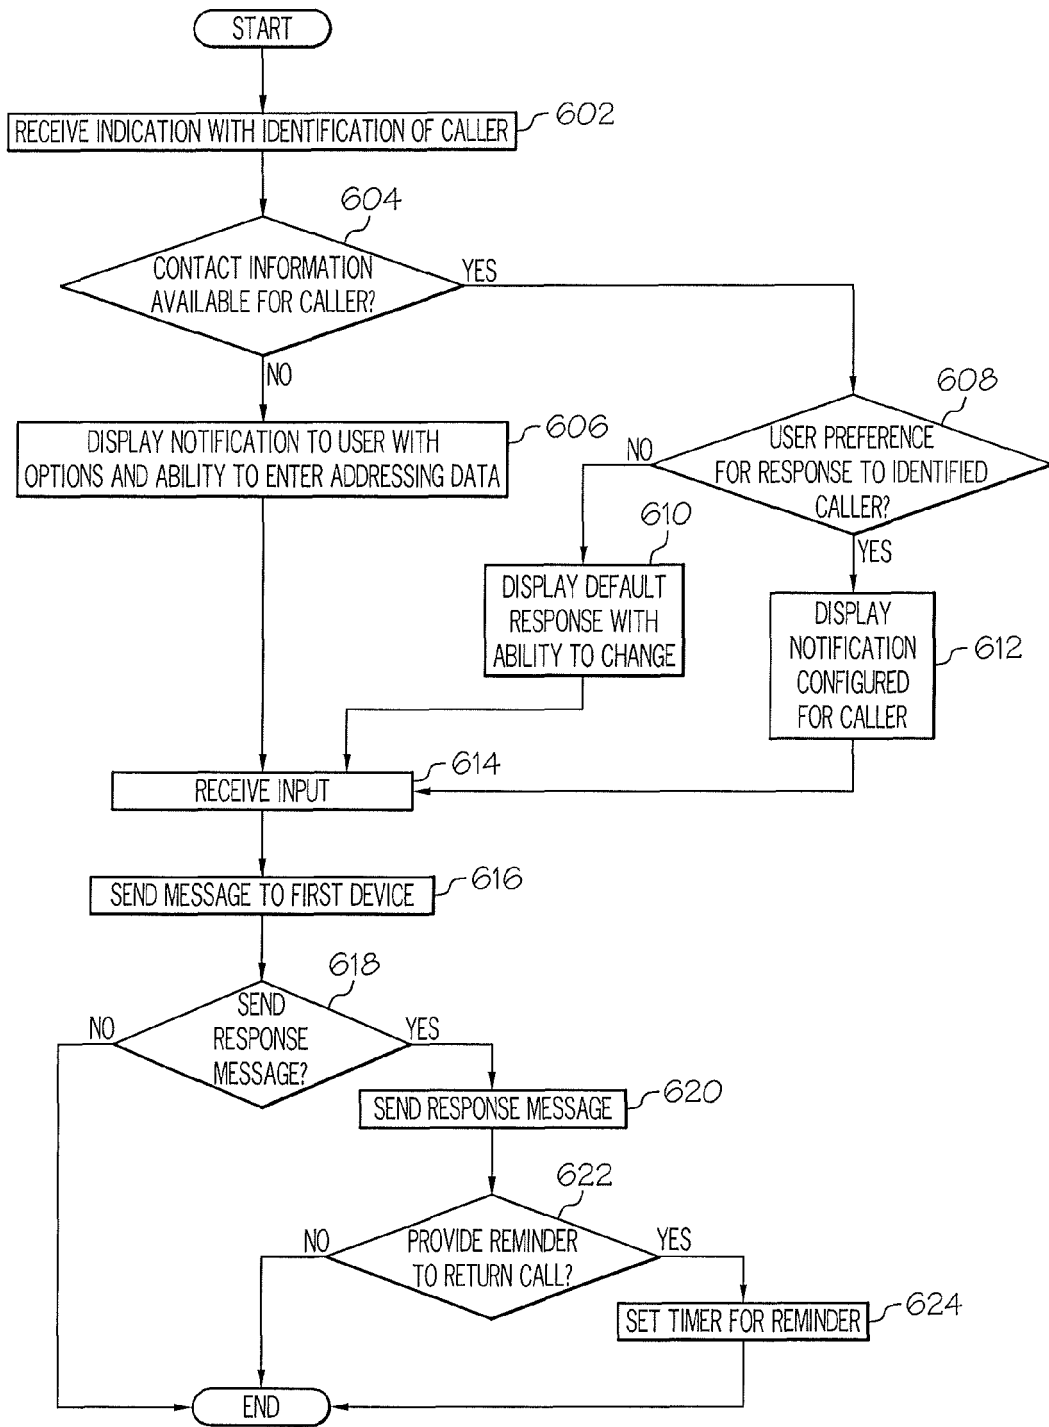 START
RECEIVE INDICATION WITH IDENTIFICATION OF CALLER
602
604
CONTACT INFORMATION
AVAILABLE FOR CALLER?
YES
NO
608
USER PREFERENCE
FOR RESPONSE TO IDENTIFIED
CALLER?
NO
YES
DISPLAY NOTIFICATION TO USER WITH
OPTIONS AND ABILITY TO ENTER ADDRESSING DATA
606
610
DISPLAY DEFAULT
RESPONSE WITH
ABILITY TO CHANGE
DISPLAY
NOTIFICATION
CONFIGURED
FOR CALLER
612
RECEIVE INPUT
614
SEND MESSAGE TO FIRST DEVICE
616
618
SEND
RESPONSE
MESSAGE?
NO
YES
SEND RESPONSE MESSAGE
620
622
PROVIDE REMINDER
TO RETURN CALL?
NO
YES
SET TIMER FOR REMINDER
624
END